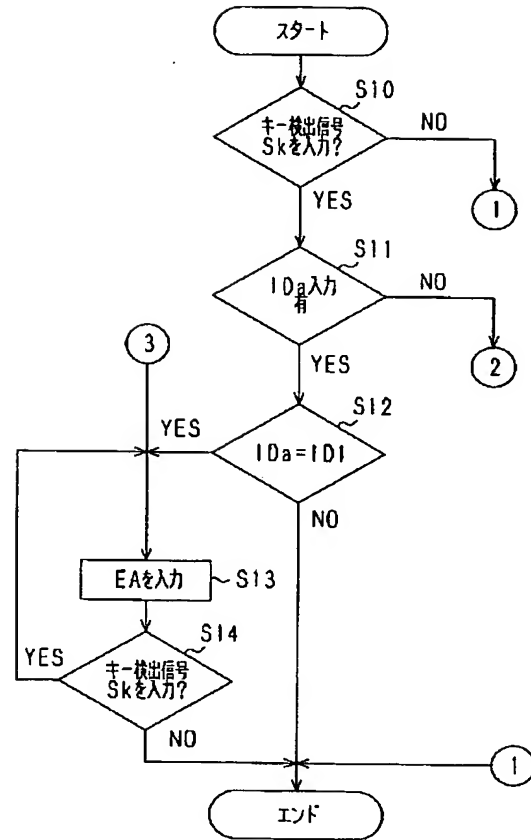 スタート
S10
キー検出信号
Skを入力?
NO
YES
1
S11
IDa入力
有
NO
YES
2
3
S12
YES
IDa=ID1
NO
EAを入力
S13
S14
YES
キー検出信号
Skを入力?
NO
1
エンド